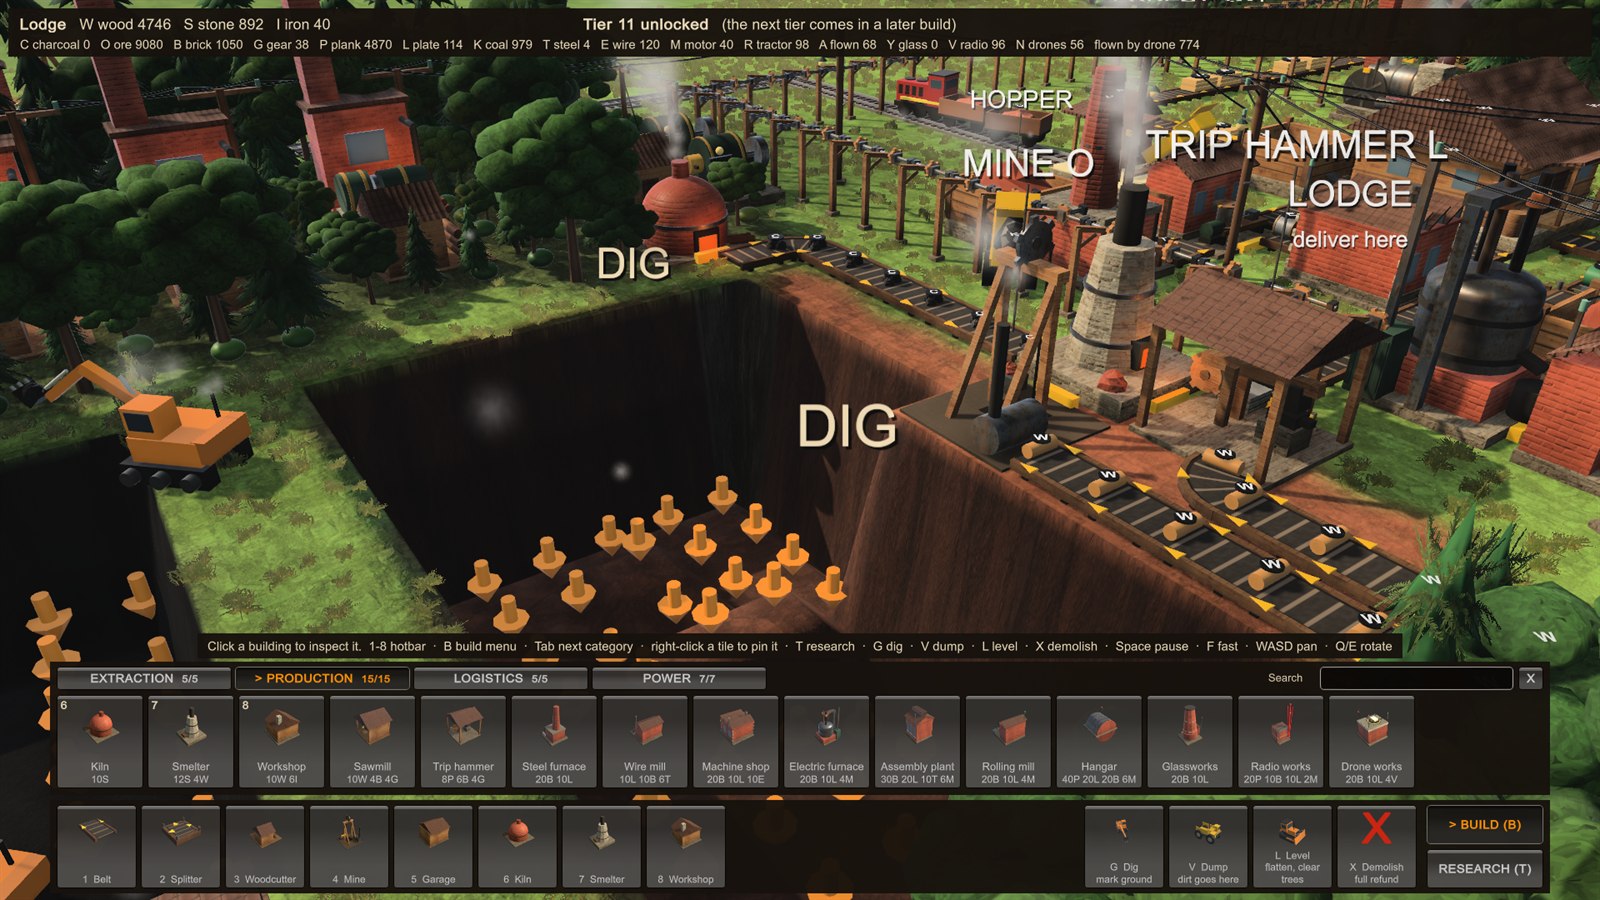 Lodge W wood 4746 S stone 892 I iron 40
Tier 11 unlocked (the next tier comes in a later build)
C charcoal 0 O ore 9080 B brick 1050 G gear 38 P plank 4870 L plate 114 K coal 979 T steel 4 E wire 120 M motor 40 R tractor 98 A flown 68 Y glass 0 V radio 96 N drones 56 flown by drone 774
HOPPER
MINE O
TRIP HAMMER L
LODGE
deliver here
DIG
DIG
C
C
C
C
C
C
W
W
W
W
W
W
W
W
W
W
Click a building to inspect it. 1-8 hotbar · B build menu · Tab next category · right-click a tile to pin it · T research · G dig · V dump · L level · X demolish · Space pause · F fast · WASD pan · Q/E rotate
EXTRACTION 5/5
> PRODUCTION 15/15
LOGISTICS 5/5
POWER 7/7
Search
X
6
Kiln
10S
7
Smelter
12S 4W
8
Workshop
10W 6I
Sawmill
10W 4B 4G
Trip hammer
8P 6B 4G
Steel furnace
20B 10L
Wire mill
10L 10B 6T
Machine shop
20B 10L 10E
Electric furnace
20B 10L 4M
Assembly plant
30B 20L 10T 6M
Rolling mill
20B 10L 4M
Hangar
40P 20L 20B 6M
Glassworks
20B 10L
Radio works
20P 10B 10L 2M
Drone works
20B 10L 4V
1 Belt
2 Splitter
3 Woodcutter
4 Mine
5 Garage
6 Kiln
7 Smelter
8 Workshop
G Dig
mark ground
V Dump
dirt goes here
L Level
flatten, clear
trees
X Demolish
full refund
> BUILD (B)
RESEARCH (T)